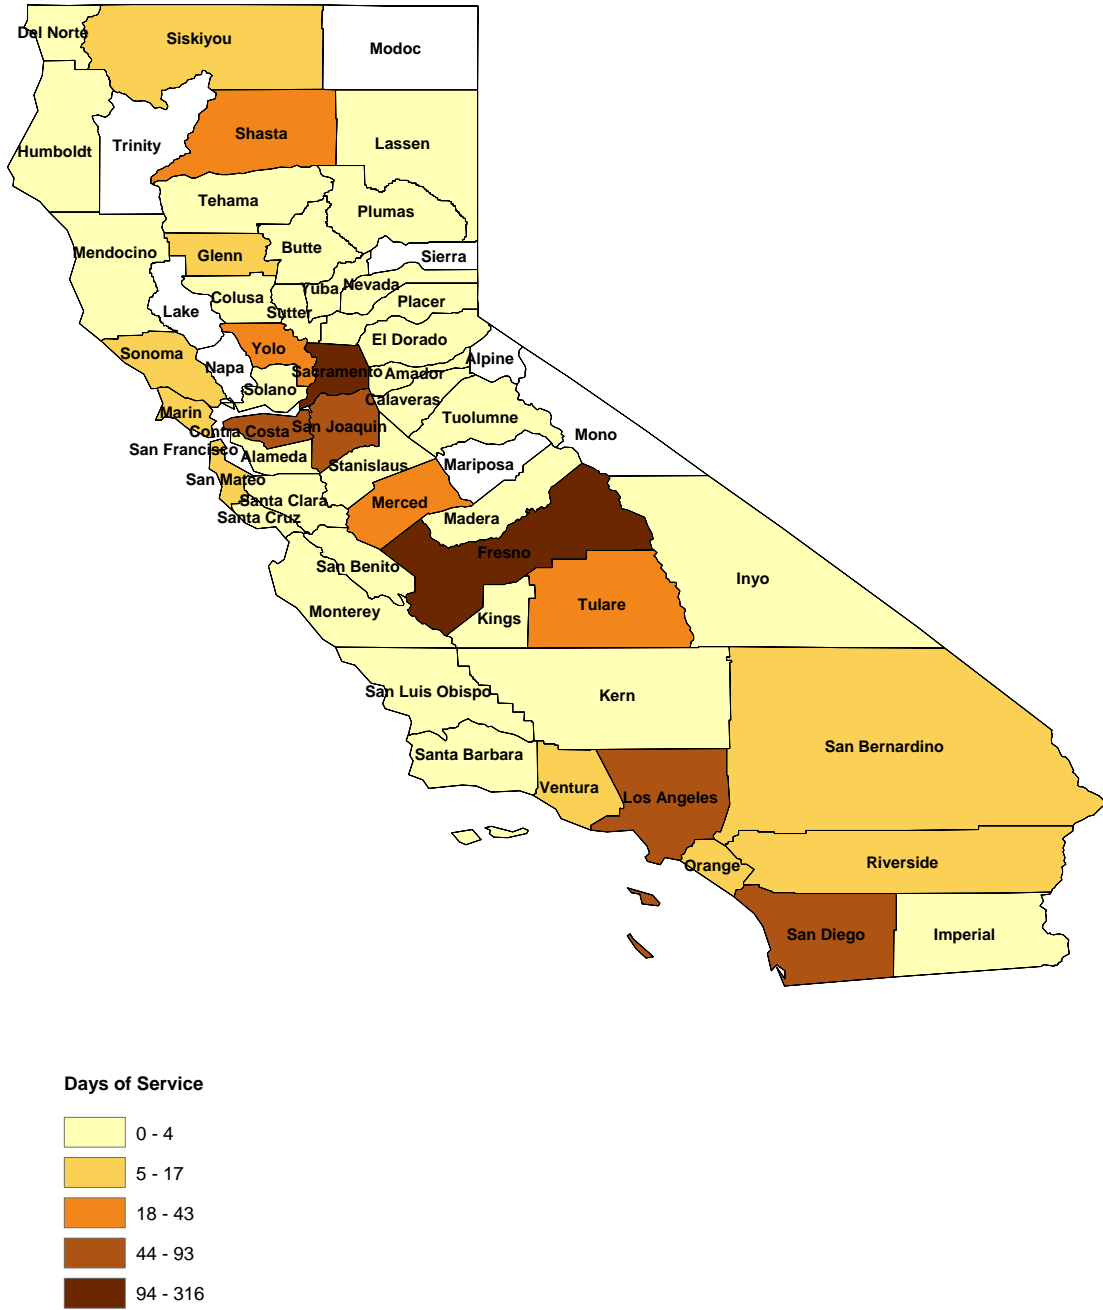 Del Norte
Siskiyou
Modoc
Humboldt
Trinity
Shasta
Lassen
Tehama
Plumas
Mendocino
Glenn
Butte
Sierra
Lake
Colusa
Sutter
Yuba
Nevada
Placer
Sonoma
Napa
Yolo
Solano
Sacramento
El Dorado
Amador
Alpine
Calaveras
Marin
Contra Costa
San Joaquin
Tuolumne
Mono
San Francisco
Alameda
Stanislaus
Mariposa
San Mateo
Santa Clara
Santa Cruz
Merced
Madera
San Benito
Fresno
Inyo
Monterey
Kings
Tulare
San Luis Obispo
Kern
San Bernardino
Santa Barbara
Ventura
Los Angeles
Orange
Riverside
San Diego
Imperial
Days of Service
0 - 4
5 - 17
18 - 43
44 - 93
94 - 316